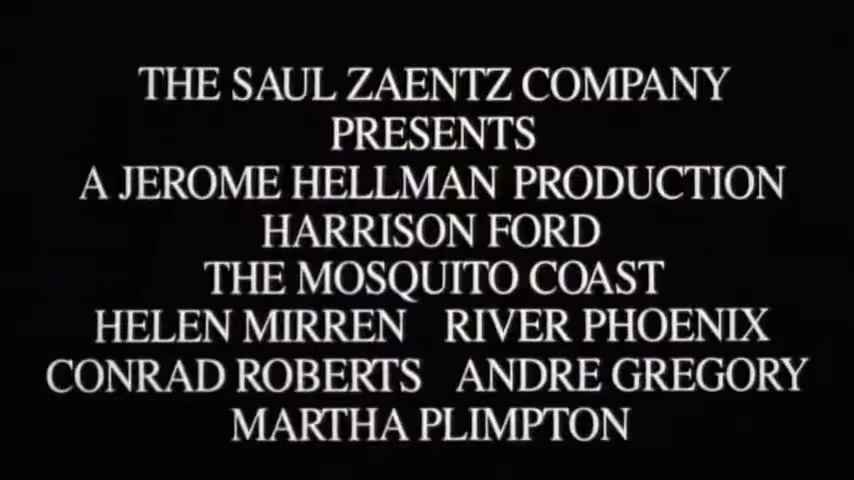 THE SAUL ZAENTZ COMPANY
PRESENTS
A JEROME HELLMAN PRODUCTION
HARRISON FORD
THE MOSQUITO COAST
HELEN MIRREN RIVER PHOENIX
CONRAD ROBERTS ANDRE GREGORY
MARTHA PLIMPTON